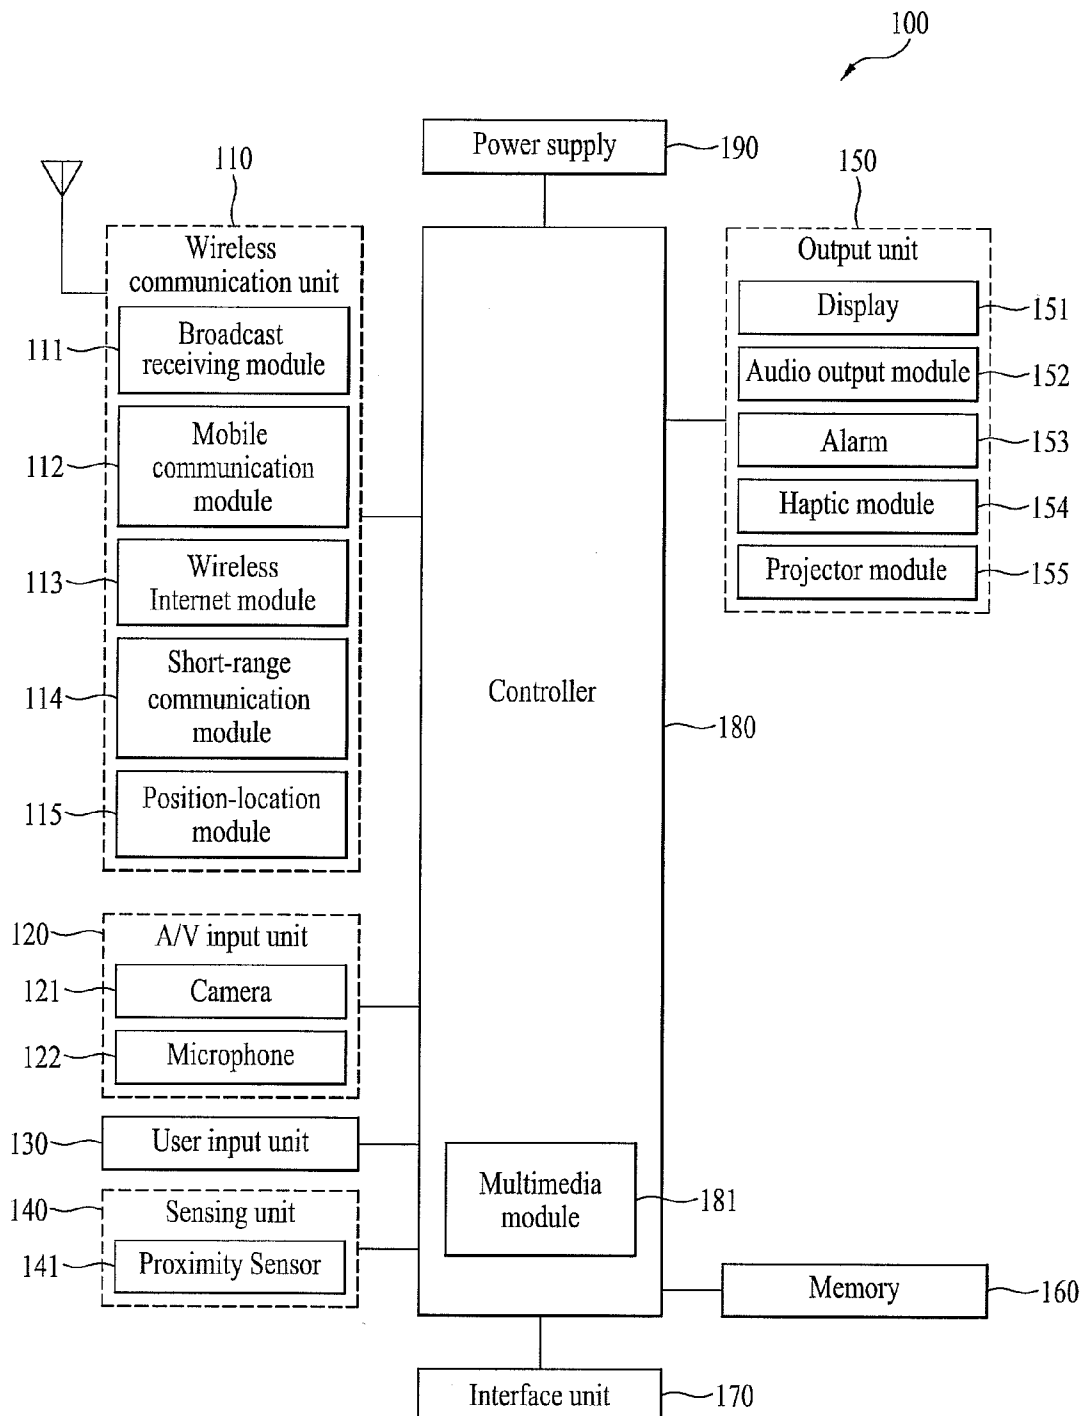 100
Power supply
190
110
Wireless
communication unit
111
Broadcast
receiving module
112
Mobile
communication
module
113
Wireless
Internet module
114
Short-range
communication
module
115
Position-location
module
120
A/V input unit
121
Camera
122
Microphone
130
User input unit
140
Sensing unit
141
Proximity Sensor
Controller
180
Multimedia
module
181
150
Output unit
Display
151
Audio output module
152
Alarm
153
Haptic module
154
Projector module
155
Memory
160
Interface unit
170